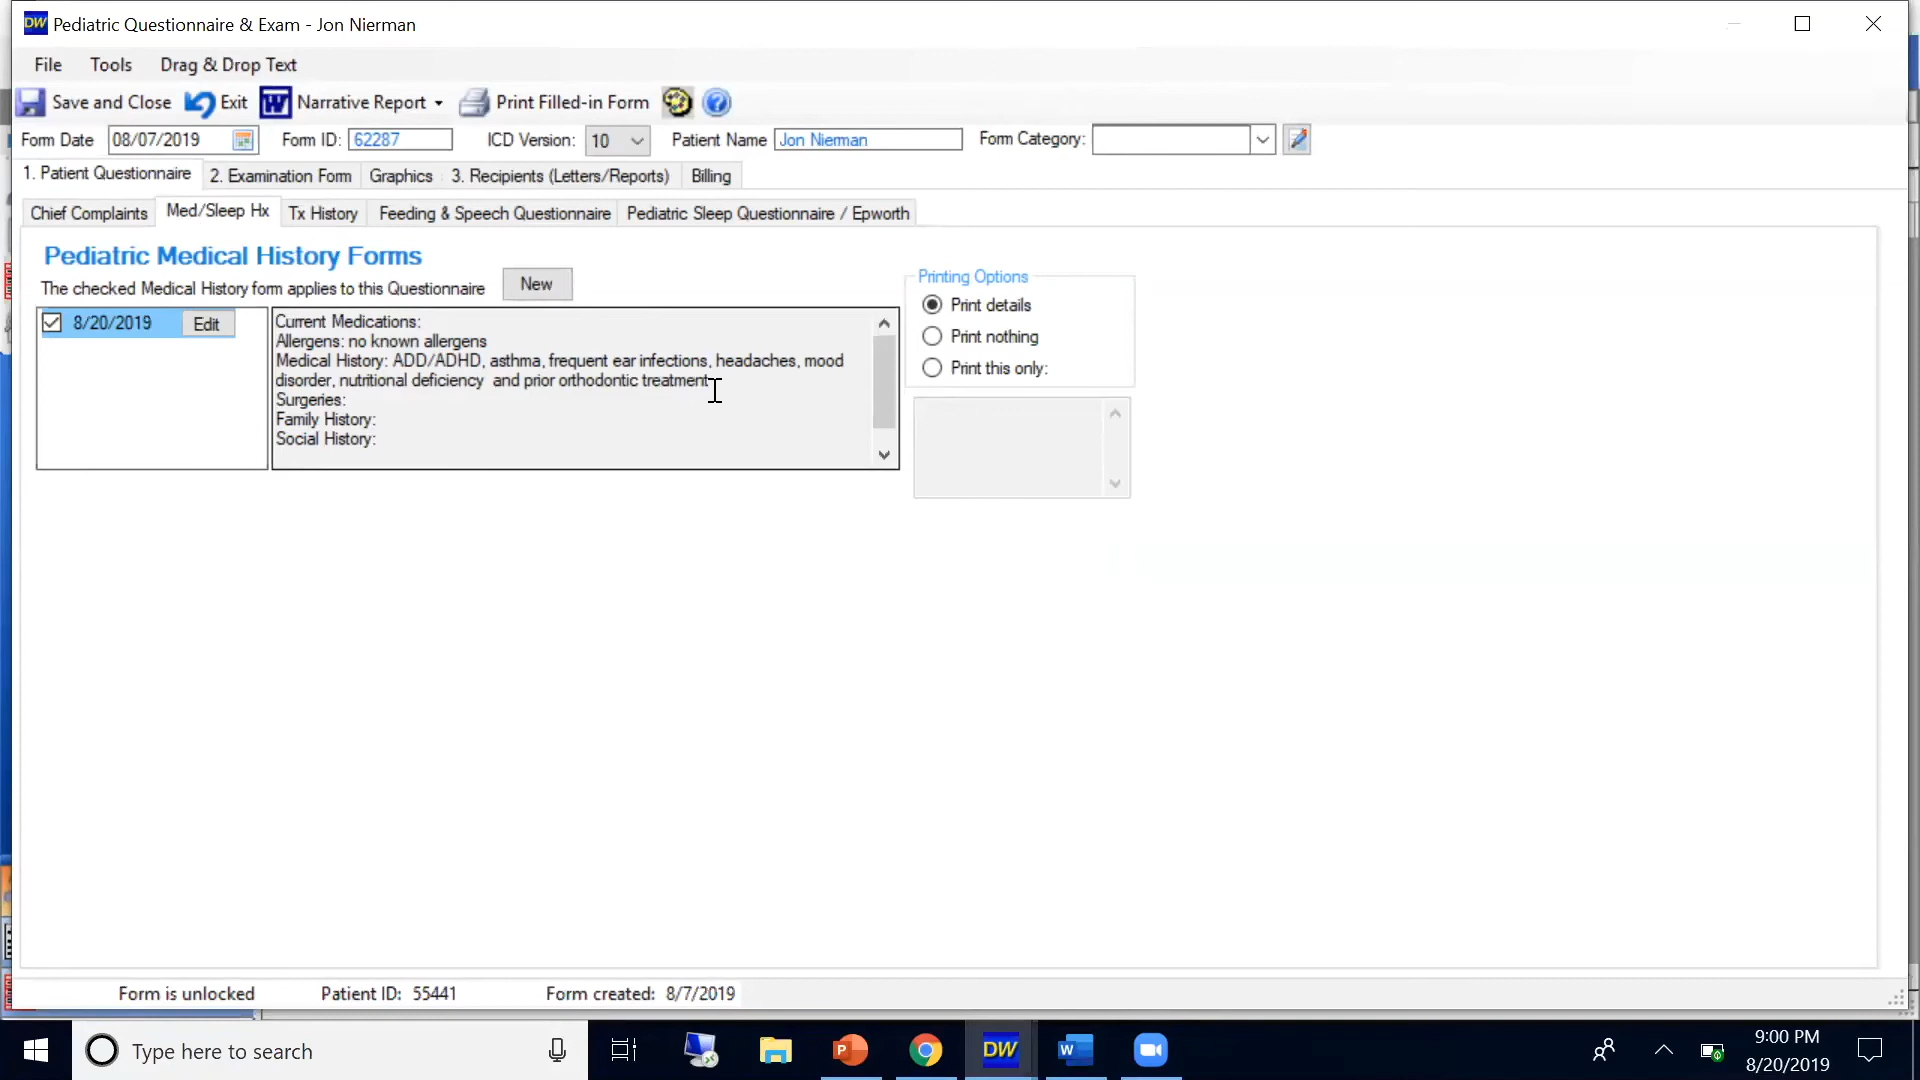 DW Pediatric Questionnaire & Exam - Jon Nierman
File Tools Drag & Drop Text
Save and Close Exit W Narrative Report Print Filled-in Form ?
Form Date 08/07/2019 Form ID: 62287 ICD Version: 10 Patient Name Jon Nierman Form Category:
1. Patient Questionnaire 2. Examination Form Graphics 3. Recipients (Letters/Reports) Billing
Chief Complaints Med/Sleep Hx Tx History Feeding & Speech Questionnaire Pediatric Sleep Questionnaire / Epworth
Pediatric Medical History Forms
The checked Medical History form applies to this Questionnaire New
8/20/2019 Edit
Current Medications:
Allergens: no known allergens
Medical History: ADD/ADHD, asthma, frequent ear infections, headaches, mood
disorder, nutritional deficiency and prior orthodontic treatment
Surgeries:
Family History:
Social History:
Printing Options
Print details
Print nothing
Print this only:
Form is unlocked Patient ID: 55441 Form created: 8/7/2019
Type here to search
P DW W
9:00 PM
8/20/2019